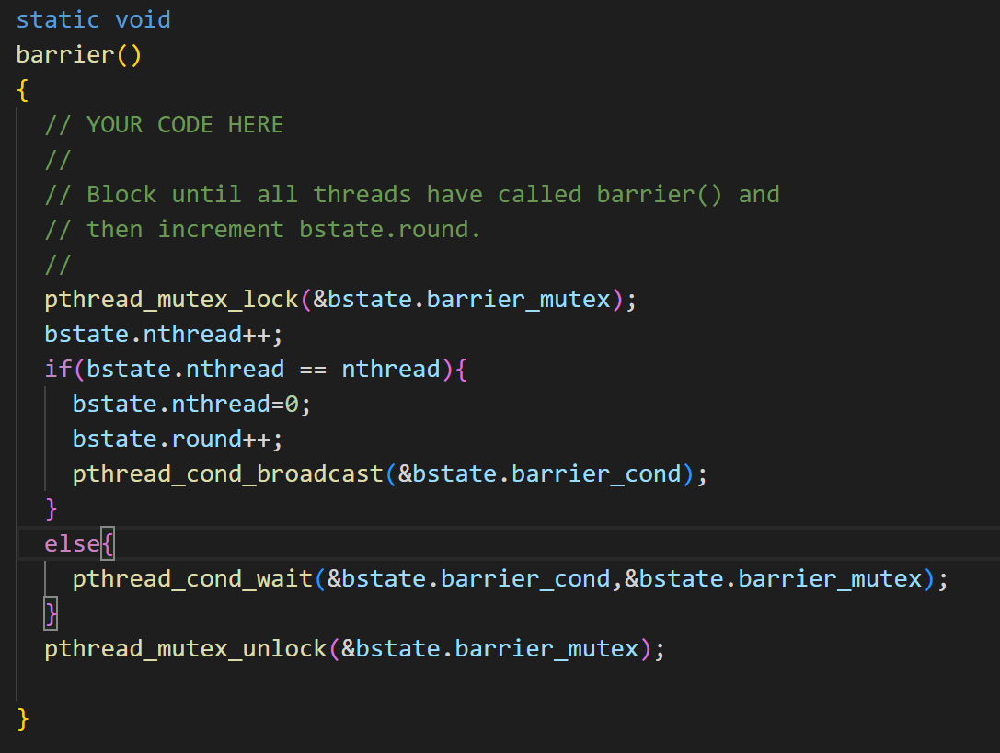 static void
barrier()
{
  // YOUR CODE HERE
  //
  // Block until all threads have called barrier() and
  // then increment bstate.round.
  //
  pthread_mutex_lock(&bstate.barrier_mutex);
  bstate.nthread++;
  if(bstate.nthread == nthread){
    bstate.nthread=0;
    bstate.round++;
    pthread_cond_broadcast(&bstate.barrier_cond);
  }
  else{
    pthread_cond_wait(&bstate.barrier_cond,&bstate.barrier_mutex);
  }
  pthread_mutex_unlock(&bstate.barrier_mutex);
}